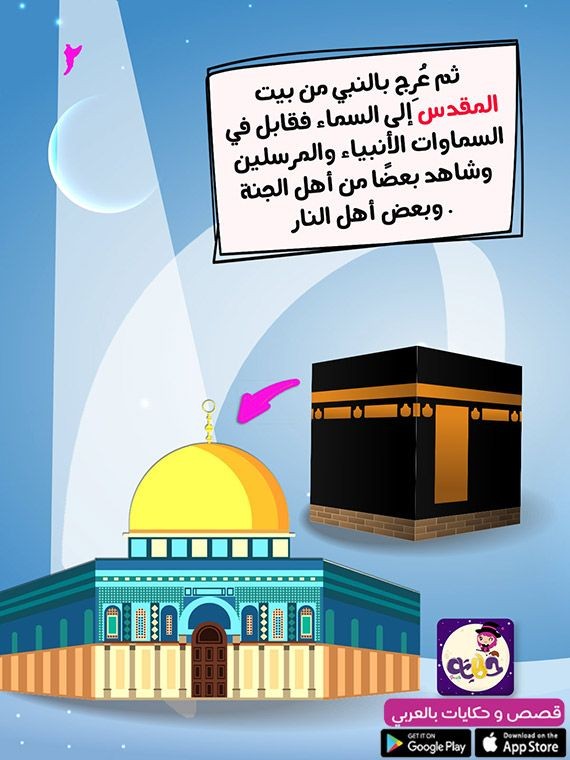 ثم عُرِج بالنبي من بيت
المقدس إلى السماء فقابل في
السماوات الأنبياء والمرسلين
وشاهد بعضًا من أهل الجنة
وبعض أهل النار .
حكاية
قصص و حكايات بالعربي
GET IT ON
Google Play
Download on the
App Store